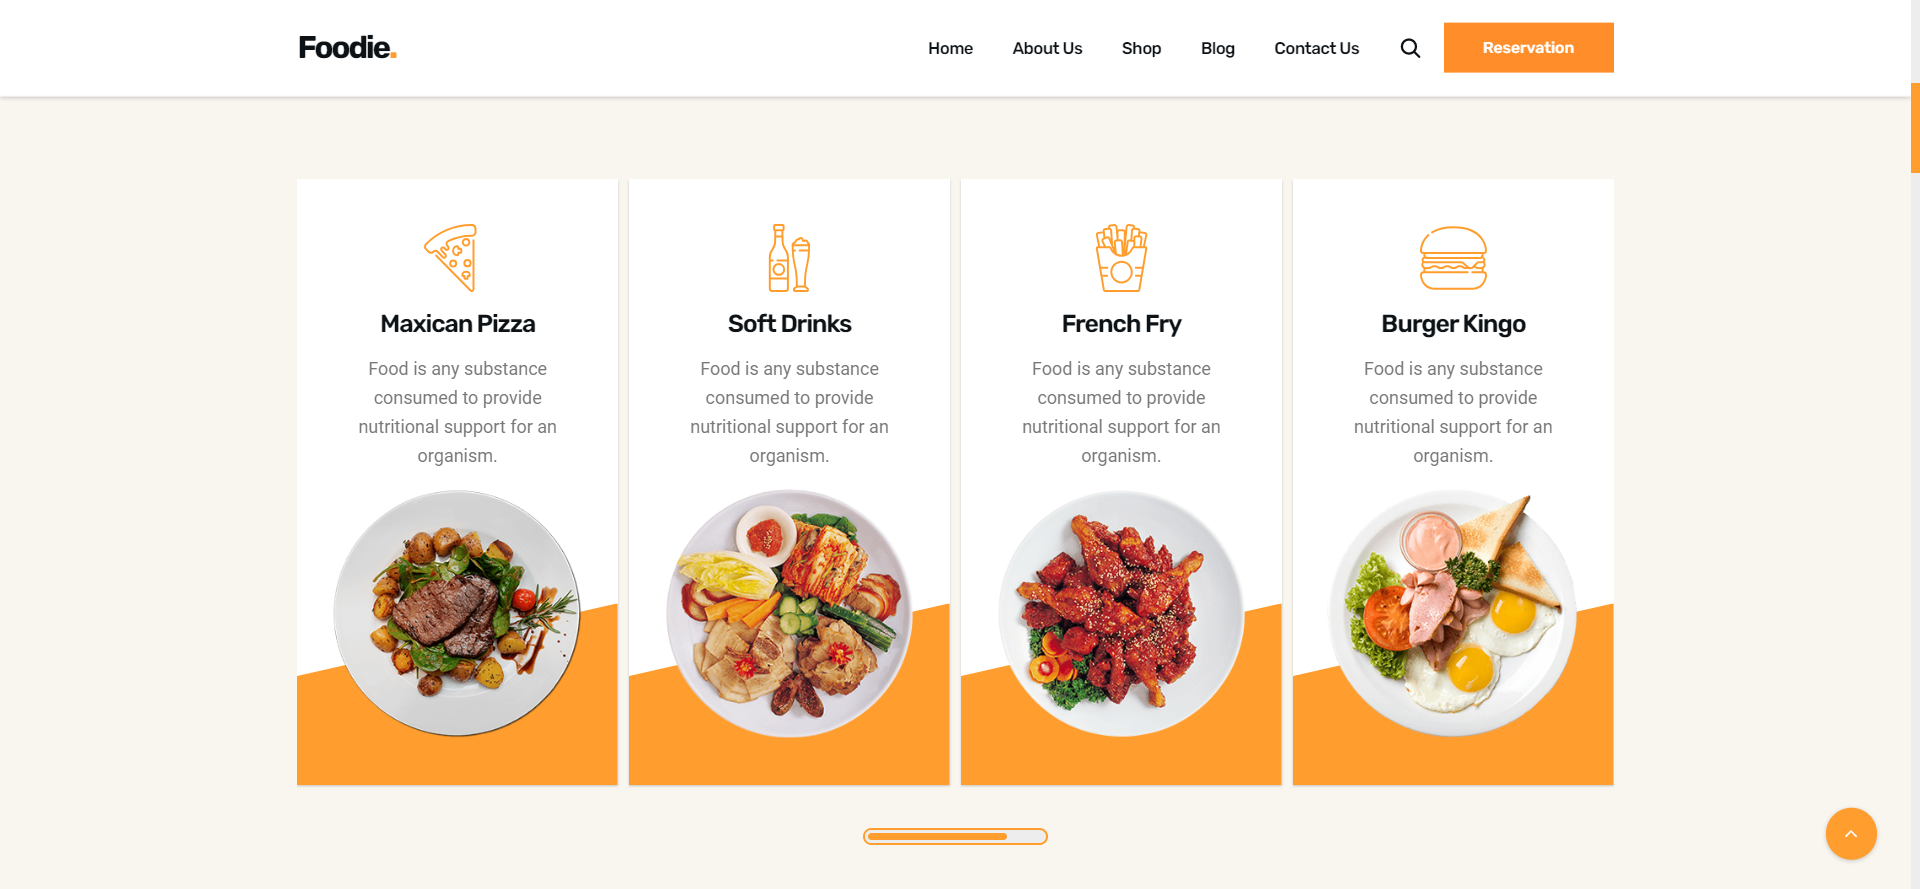 Foodie.
Home About Us Shop Blog Contact Us Reservation
Maxican Pizza
Food is any substance
consumed to provide
nutritional support for an
organism.
Soft Drinks
Food is any substance
consumed to provide
nutritional support for an
organism.
French Fry
Food is any substance
consumed to provide
nutritional support for an
organism.
Burger Kingo
Food is any substance
consumed to provide
nutritional support for an
organism.